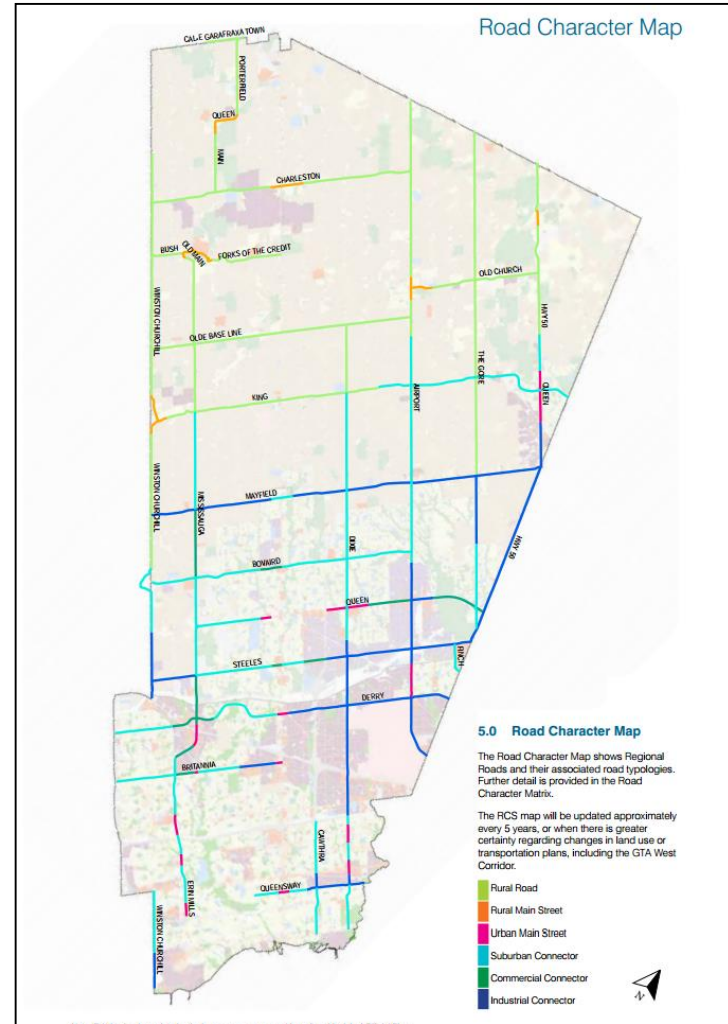 Road Character Map
PORTERFIELD
QUEEN
MAIN
CHARLESTON
BUSH
OLD MAIN
FORKS OF THE CREDIT
OLD CHURCH
WINSTON CHURCHILL
OLDE BASE LINE
HWY 50
THE GORE
KING
AIRPORT
QUEEN
WINSTON CHURCHILL
MISSISSAUGA
MAYFIELD
DIXIE
HWY 50
BOVAIRD
QUEEN
STEELES
FINCH
DERRY
BRITANNIA
CAWTHRA
QUEENSWAY
ERIN MILLS
WINSTON CHURCHILL
5.0 Road Character Map
The Road Character Map shows Regional
Roads and their associated road typologies.
Further detail is provided in the Road
Character Matrix.
The RCS map will be updated approximately
every 5 years, or when there is greater
certainty regarding changes in land use or
transportation plans, including the GTA West
Corridor.
Rural Road
Rural Main Street
Urban Main Street
Suburban Connector
Commercial Connector
Industrial Connector
N